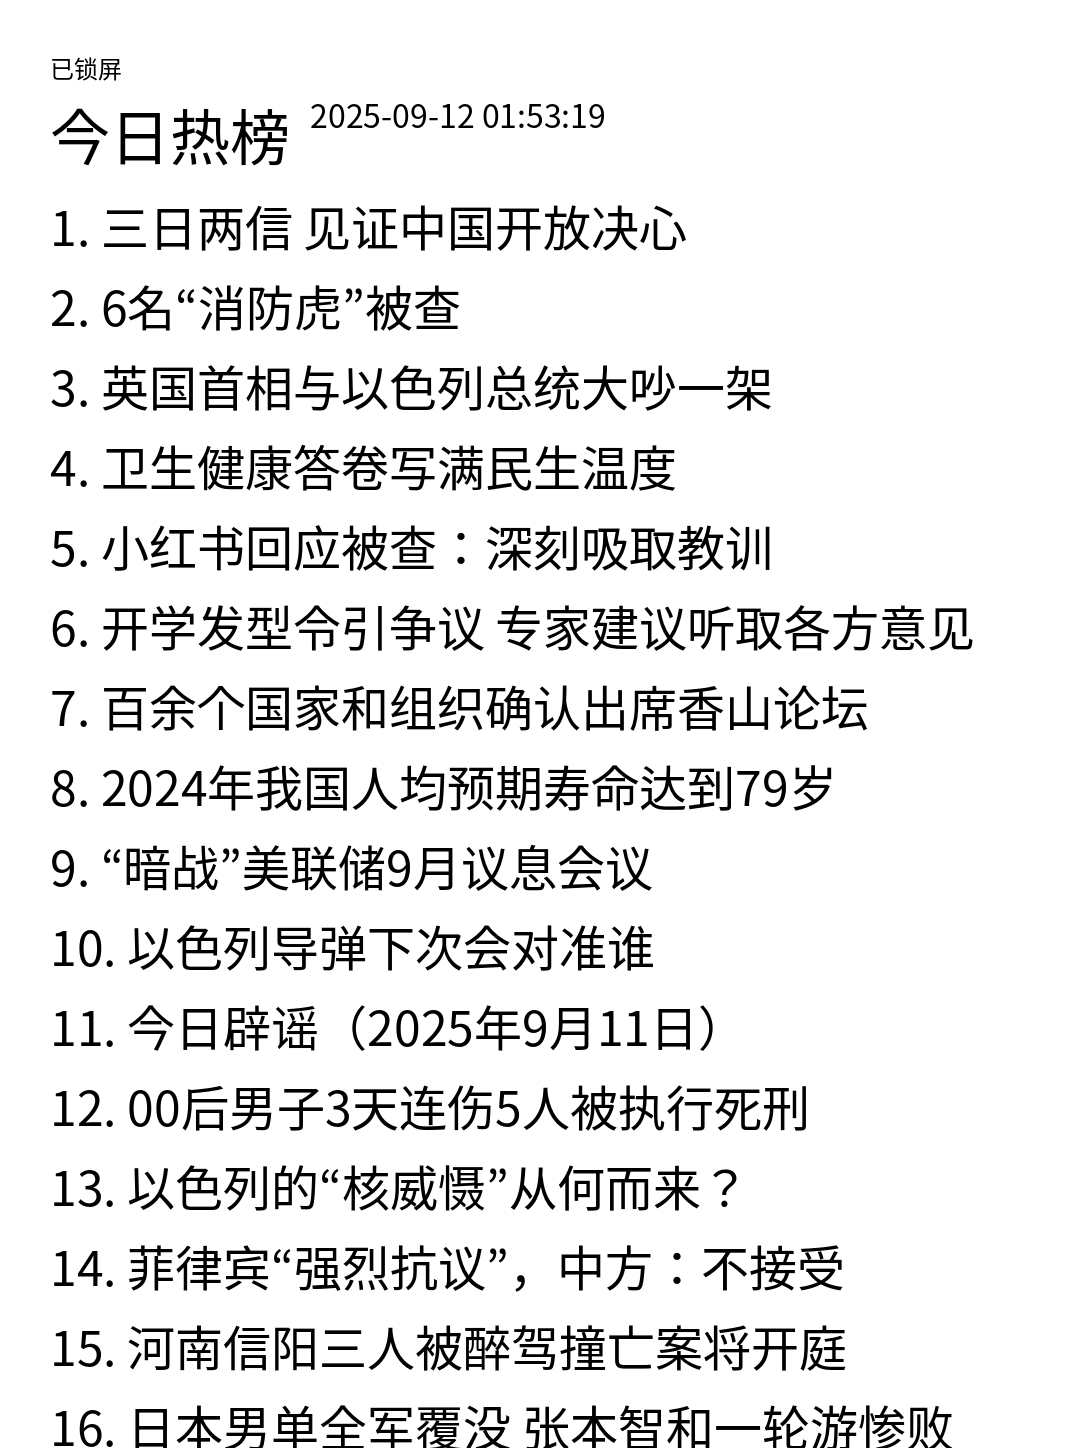 已锁屏
今日热榜 2025-09-12 01:53:19
1. 三日两信 见证中国开放决心
2. 6名“消防虎”被查
3. 英国首相与以色列总统大吵一架
4. 卫生健康答卷写满民生温度
5. 小红书回应被查：深刻吸取教训
6. 开学发型令引争议 专家建议听取各方意见
7. 百余个国家和组织确认出席香山论坛
8. 2024年我国人均预期寿命达到79岁
9. “暗战”美联储9月议息会议
10. 以色列导弹下次会对准谁
11. 今日辟谣（2025年9月11日）
12. 00后男子3天连伤5人被执行死刑
13. 以色列的“核威慑”从何而来？
14. 菲律宾“强烈抗议”，中方：不接受
15. 河南信阳三人被醉驾撞亡案将开庭
16. 日本男单全军覆没 张本智和一轮游惨败